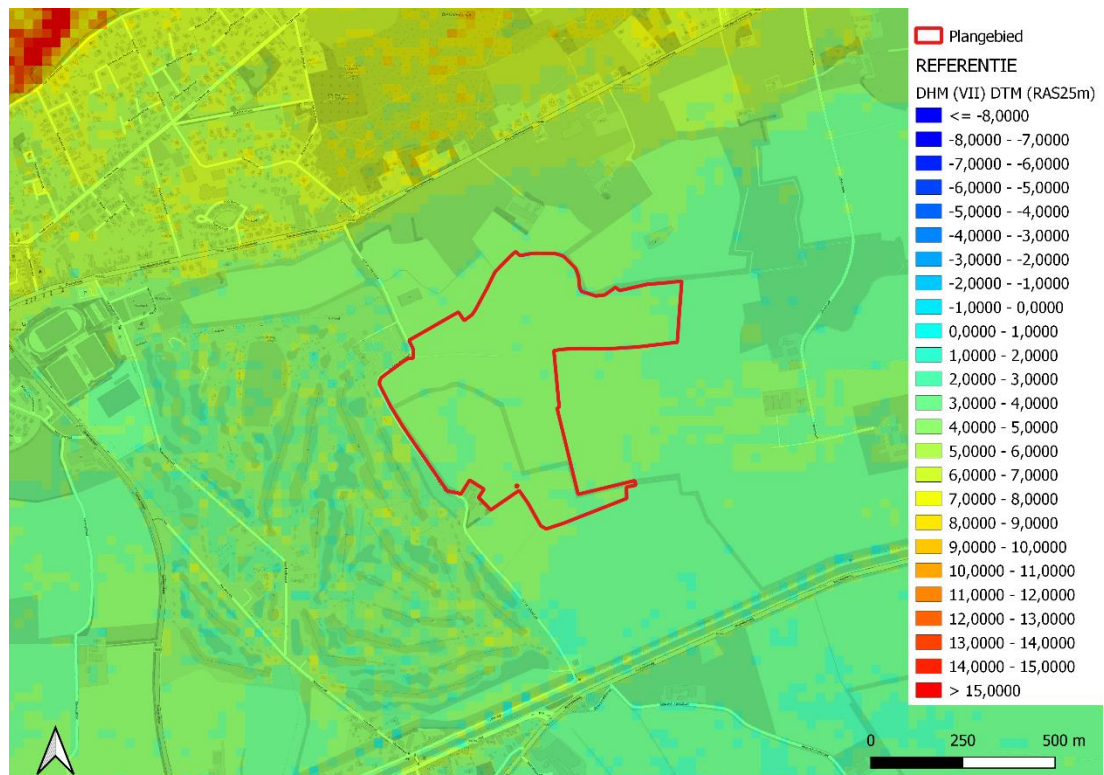 Plangebied
REFERENTIE
DHM (VII) DTM (RAS25m)
<= -8,0000
-8,0000 - -7,0000
-7,0000 - -6,0000
-6,0000 - -5,0000
-5,0000 - -4,0000
-4,0000 - -3,0000
-3,0000 - -2,0000
-2,0000 - -1,0000
-1,0000 - 0,0000
0,0000 - 1,0000
1,0000 - 2,0000
2,0000 - 3,0000
3,0000 - 4,0000
4,0000 - 5,0000
5,0000 - 6,0000
6,0000 - 7,0000
7,0000 - 8,0000
8,0000 - 9,0000
9,0000 - 10,0000
10,0000 - 11,0000
11,0000 - 12,0000
12,0000 - 13,0000
13,0000 - 14,0000
14,0000 - 15,0000
> 15,0000
0 250 500 m